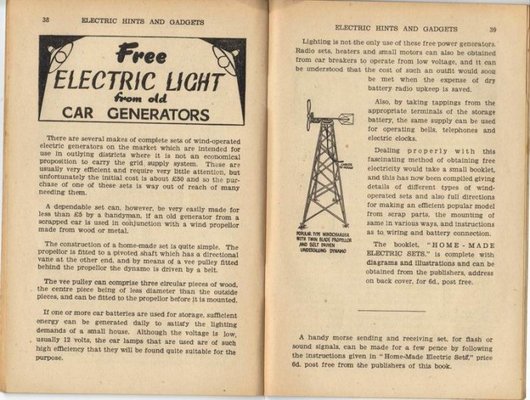 38
ELECTRIC HINTS AND GADGETS
Free
ELECTRIC LIGHT
from old
CAR GENERATORS
There are several makes of complete sets of wind-operated
electric generators on the market which are intended for
use in outlying districts where it is not an economical
proposition to carry the grid supply system. These are
usually very efficient and require very little attention, but
unfortunately the initial cost is about £50 and so the pur-
chase of one of these sets is way out of reach of many
needing them.
A dependable set can, however, be very easily made for
less than £5 by a handyman, if an old generator from a
scrapped car is used in conjunction with a wind propellor
made from wood or metal.
The construction of a home-made set is quite simple. The
propellor is fitted to a pivoted shaft which has a directional
vane at the other end, and by means of a vee pulley fitted
behind the propellor the dynamo is driven by a belt.
The vee pulley can comprise three circular pieces of wood,
the centre piece being of less diameter than the outside
pieces, and can be fitted to the propellor before it is mounted.
If one or more car batteries are used for storage, sufficient
energy can be generated daily to satisfy the lighting
demands of a small house. Although the voltage is low,
usually 12 volts, the car lamps that are used are of such
high efficiency that they will be found quite suitable for the
purpose.
ELECTRIC HINTS AND GADGETS
39
Lighting is not the only use of these free power generators.
Radio sets, heaters and small motors can also be obtained
from car breakers to operate from low voltage, and it can
be understood that the cost of such an outfit would soon
be met when the expense of dry
battery radio upkeep is saved.
Also, by taking tappings from the
appropriate terminals of the storage
battery, the same supply can be used
for operating bells, telephones and
electric clocks.
Dealing properly with this
fascinating method of obtaining free
electricity would take a small booklet,
and this has now been compiled giving
details of different types of wind-
operated sets and also full directions
for making an efficient popular model
from scrap parts, the mounting of
same in various ways, and instructions
as to wiring and battery connection.
The booklet, "HOME-MADE
ELECTRIC SETS," is complete with
diagrams and illustrations and can be
obtained from the publishers, address
on back cover, for 6d, post free.
POPULAR TYPE WINDCHARGER
WITH TWIN BLADE PROPELLOR
AND BELT DRIVEN
UNDERSLUNG DYNAMO
A handy morse sending and receiving set, for flash or
sound signals, can be made for a few pence by following
the instructions given in "Home-Made Electric Sets", price
6d. post free from the publishers of this book.